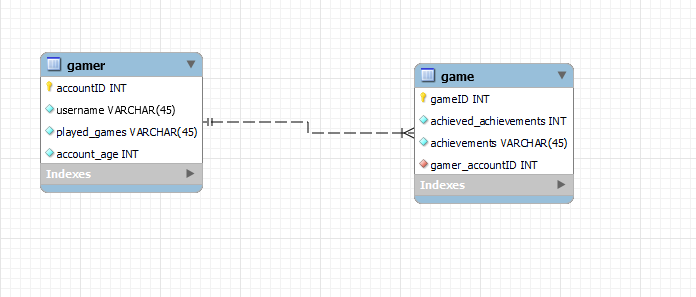 gamer
accountID INT
username VARCHAR(45)
played_games VARCHAR(45)
account_age INT
Indexes
game
gameID INT
achieved_achievements INT
achievements VARCHAR(45)
gamer_accountID INT
Indexes